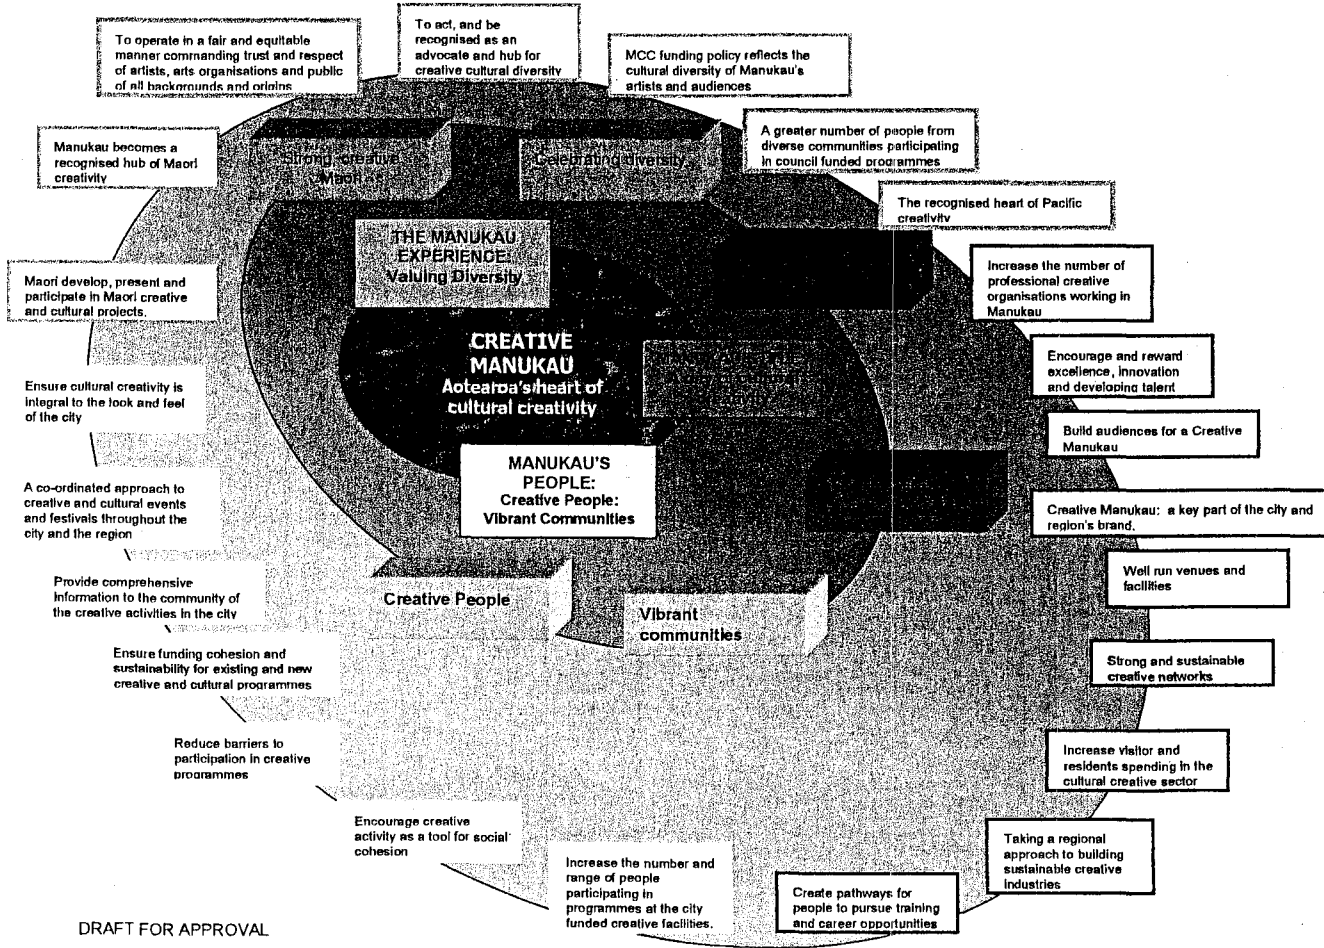 To operate in a fair and equitable
manner commanding trust and respect
of artists, arts organisations and public
of all backgrounds and origins
To act, and be
recognised as an
advocate and hub for
creative cultural diversity
MCC funding policy reflects the
cultural diversity of Manukau's
artists and audiences
Manukau becomes a
recognised hub of Maori
creativity
Strong, creative
Maori
Celebrating diversity
A greater number of people from
diverse communities participating
in council funded programmes
The recognised heart of Pacific
creativity
THE MANUKAU
EXPERIENCE:
Valuing Diversity
Maori develop, present and
participate in Maori creative
and cultural projects.
Increase the number of
professional creative
organisations working in
Manukau
CREATIVE
MANUKAU
Aotearoa's heart of
cultural creativity
Encourage and reward
excellence, innovation
and developing talent
Ensure cultural creativity is
integral to the look and feel
of the city
Build audiences for a Creative
Manukau
MANUKAU'S
PEOPLE:
Creative People:
Vibrant Communities
A co-ordinated approach to
creative and cultural events
and festivals throughout the
city and the region
Creative Manukau: a key part of the city and
region's brand.
Well run venues and
facilities
Provide comprehensive
information to the community of
the creative activities in the city
Creative People
Vibrant
communities
Ensure funding cohesion and
sustainability for existing and new
creative and cultural programmes
Strong and sustainable
creative networks
Reduce barriers to
participation in creative
programmes
Increase visitor and
residents spending in the
cultural creative sector
Encourage creative
activity as a tool for social
cohesion
Taking a regional
approach to building
sustainable creative
industries
Increase the number and
range of people
participating in
programmes at the city
funded creative facilities.
Create pathways for
people to pursue training
and career opportunities
DRAFT FOR APPROVAL